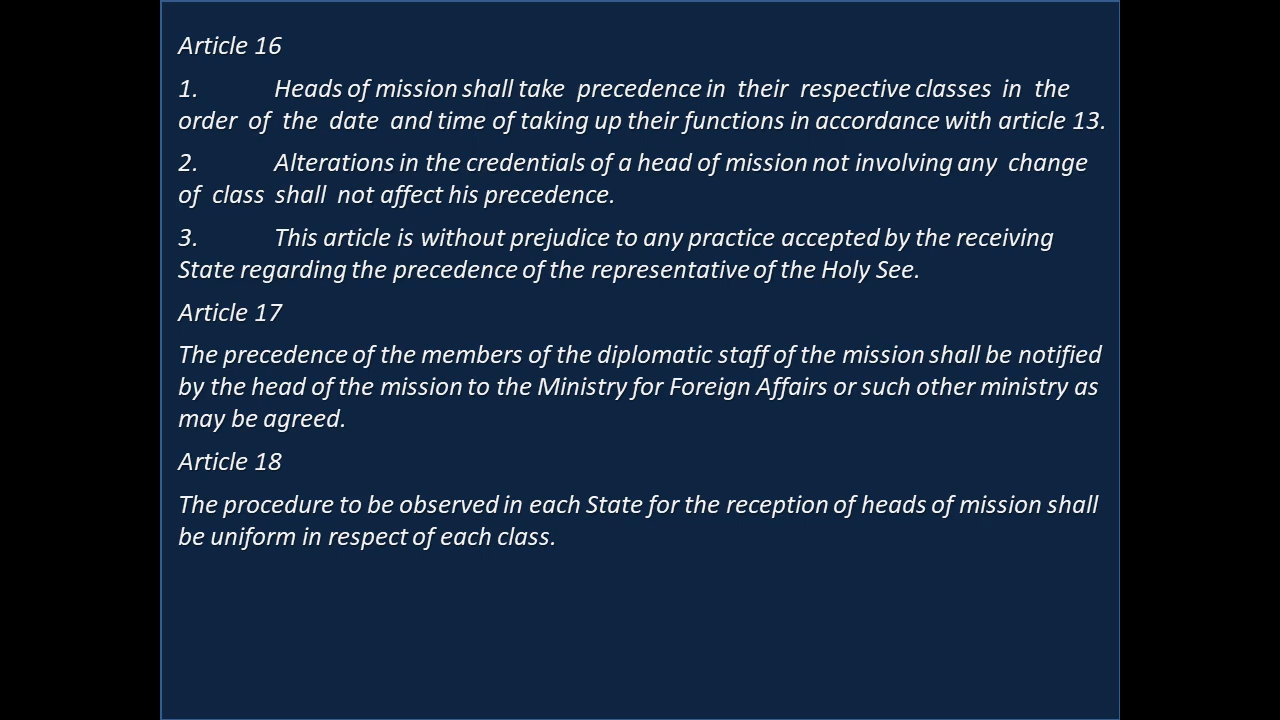 Article 16
1. Heads of mission shall take precedence in their respective classes in the
order of the date and time of taking up their functions in accordance with article 13.
2. Alterations in the credentials of a head of mission not involving any change
of class shall not affect his precedence.
3. This article is without prejudice to any practice accepted by the receiving
State regarding the precedence of the representative of the Holy See.
Article 17
The precedence of the members of the diplomatic staff of the mission shall be notified
by the head of the mission to the Ministry for Foreign Affairs or such other ministry as
may be agreed.
Article 18
The procedure to be observed in each State for the reception of heads of mission shall
be uniform in respect of each class.